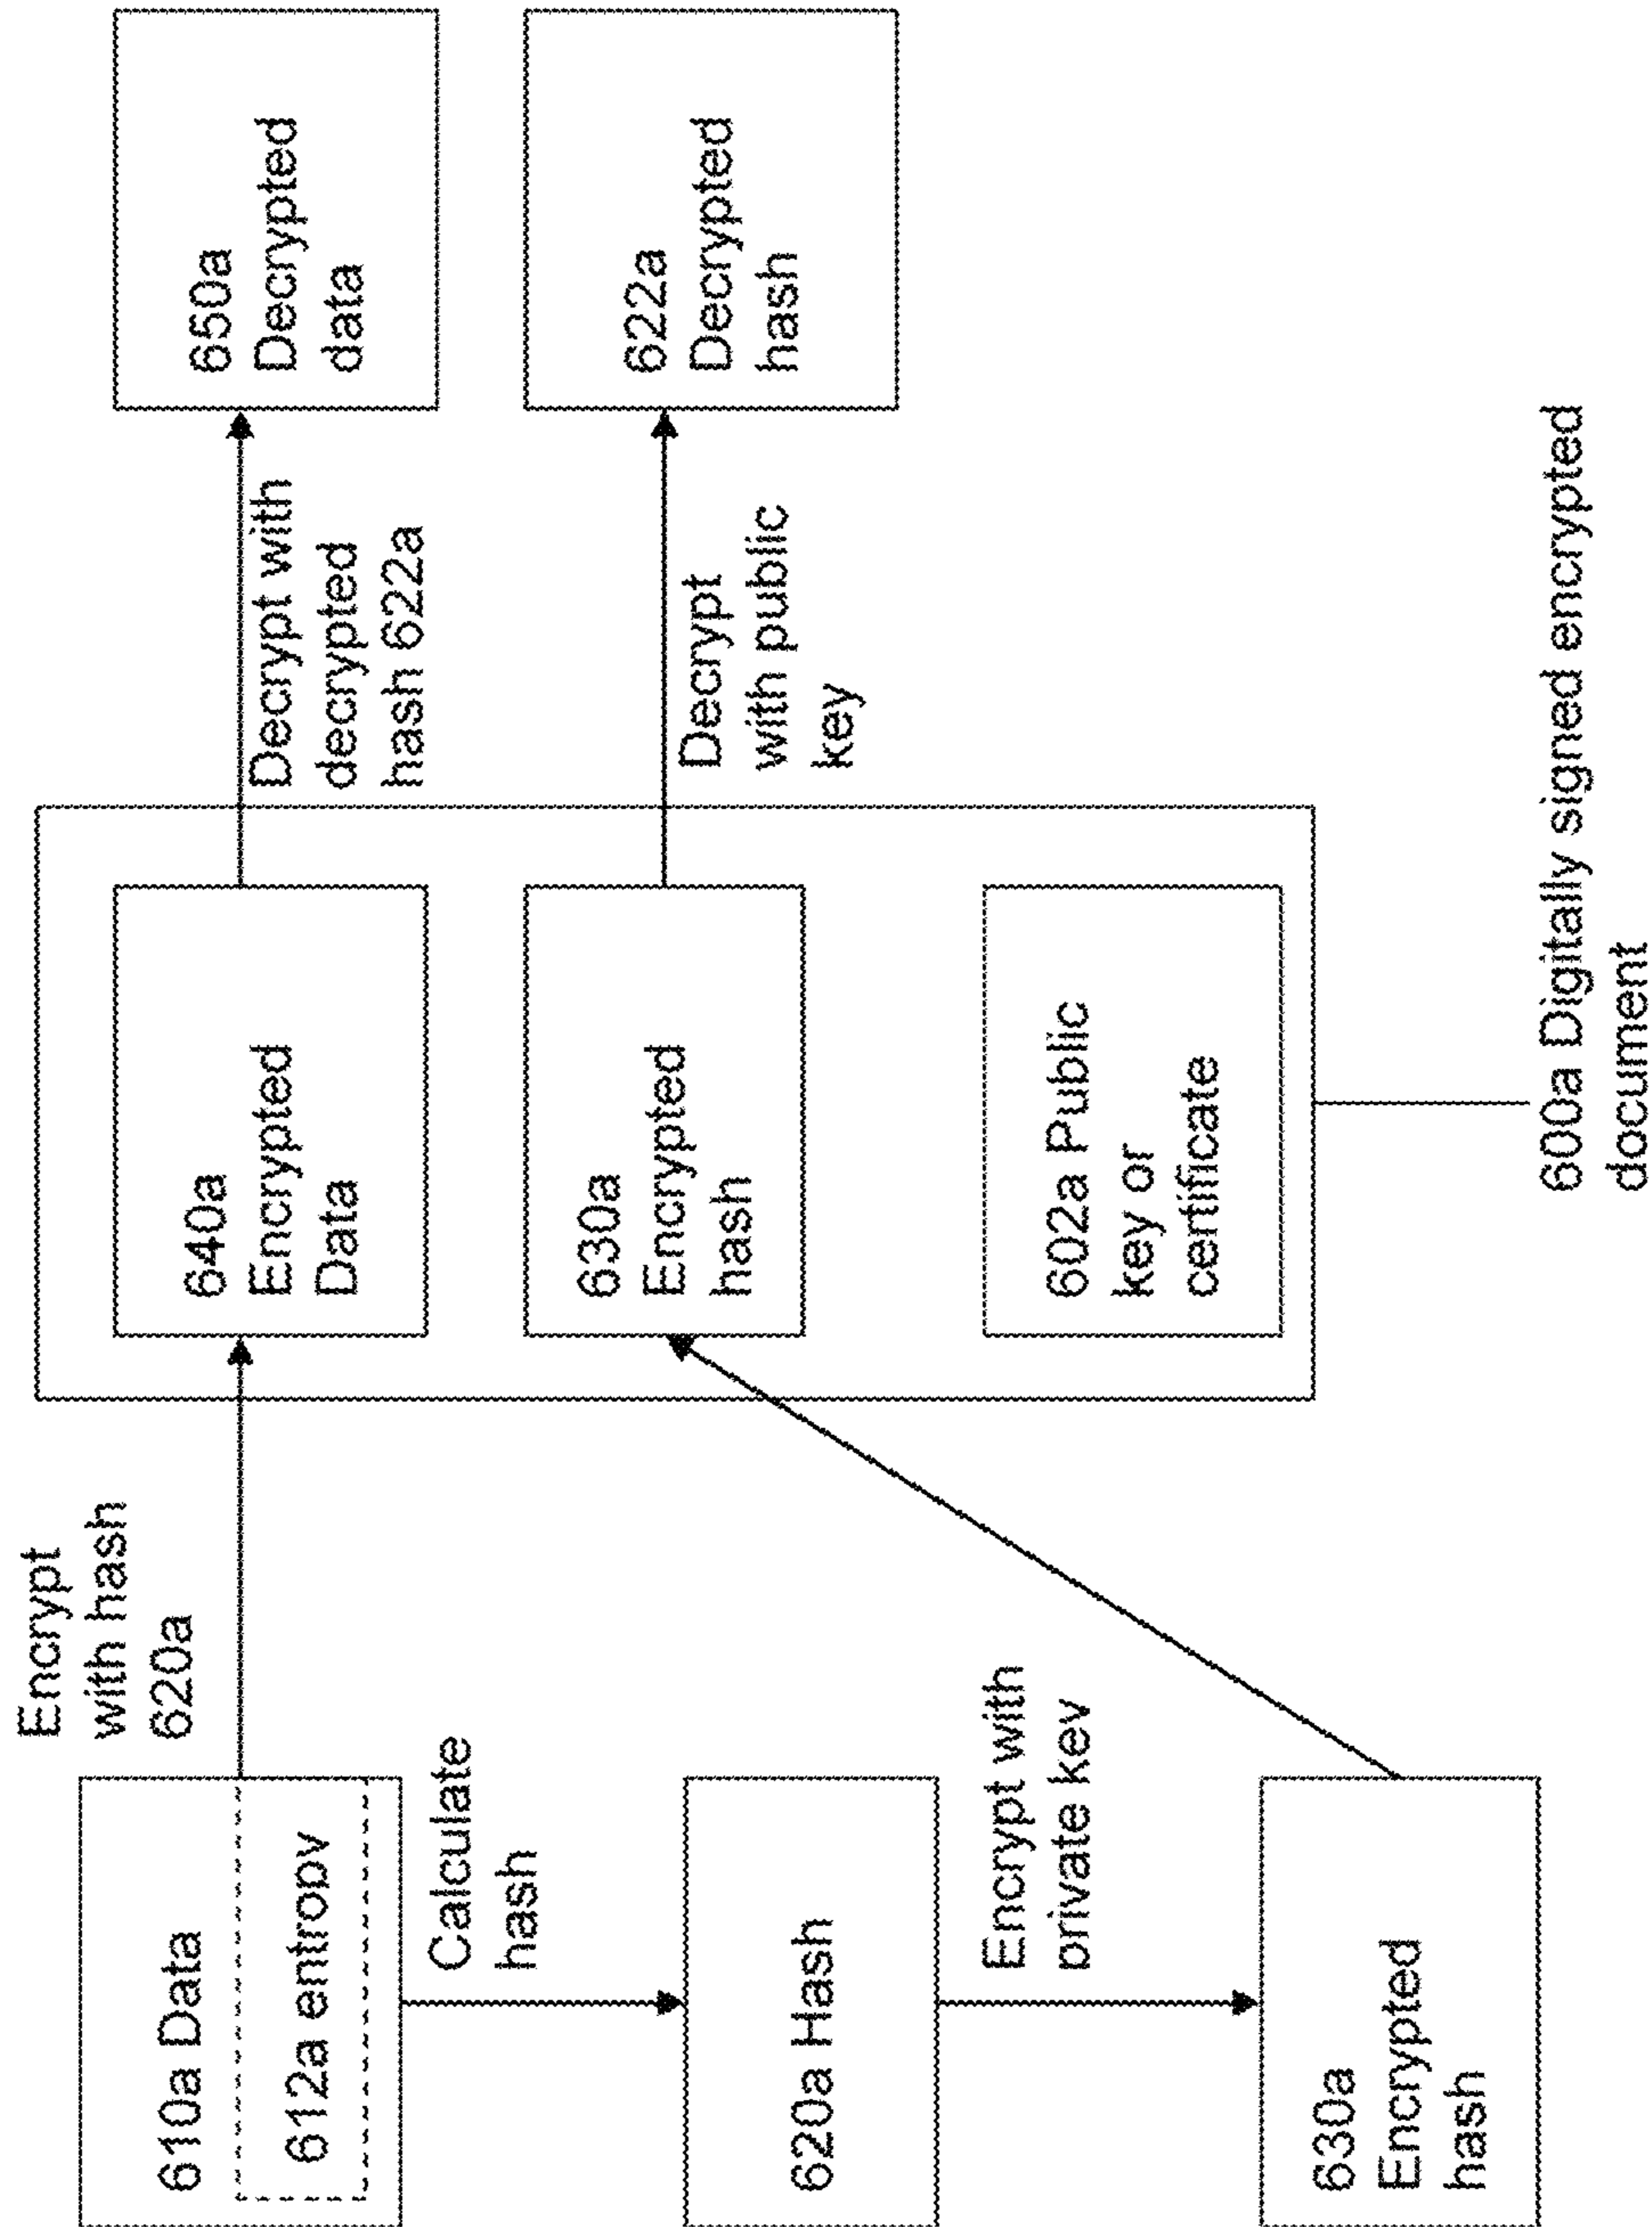 610a Data
612a entropy
Encrypt
with hash
620a
Calculate
hash
620a Hash
Encrypt with
private key
630a
Encrypted
hash
640a
Encrypted
Data
630a
Encrypted
hash
602a Public
key or
certificate
600a Digitally signed encrypted
document
Decrypt with
decrypted
hash 622a
Decrypt
with public
key
650a
Decrypted
data
622a
Decrypted
hash